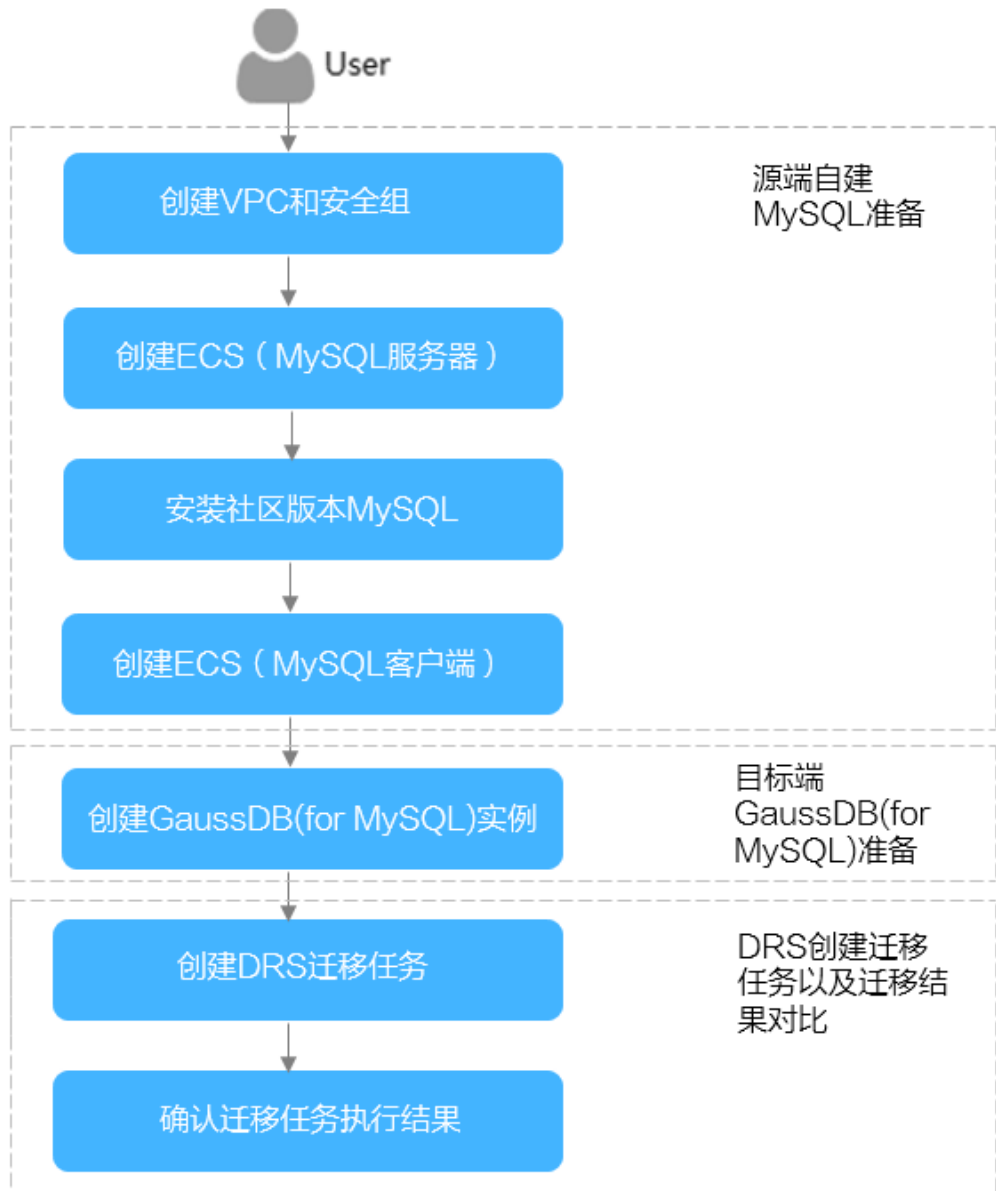 User
创建VPC和安全组
源端自建
MySQL准备
创建ECS（MySQL服务器）
安装社区版本MySQL
创建ECS（MySQL客户端）
创建GaussDB(for MySQL)实例
目标端
GaussDB(for
MySQL)准备
创建DRS迁移任务
DRS创建迁移
任务以及迁移结
果对比
确认迁移任务执行结果